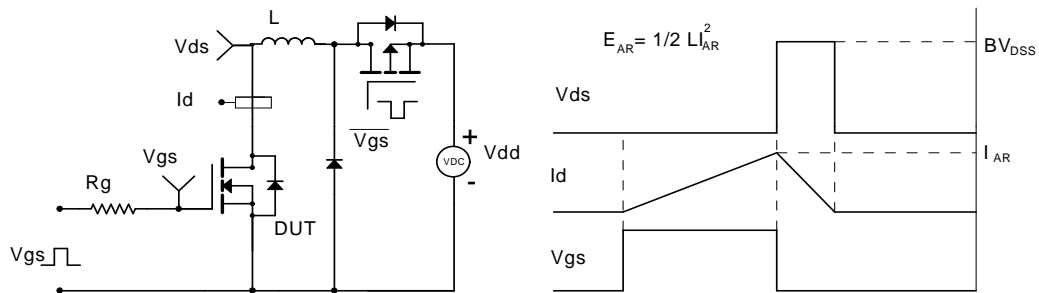 L
Vds
Id
Vgs
Rg
DUT
Vgs
Vgs
VDC
+
-
Vdd
E_AR= 1/2 LI_AR^2
Vds
BV_DSS
Id
I_AR
Vgs